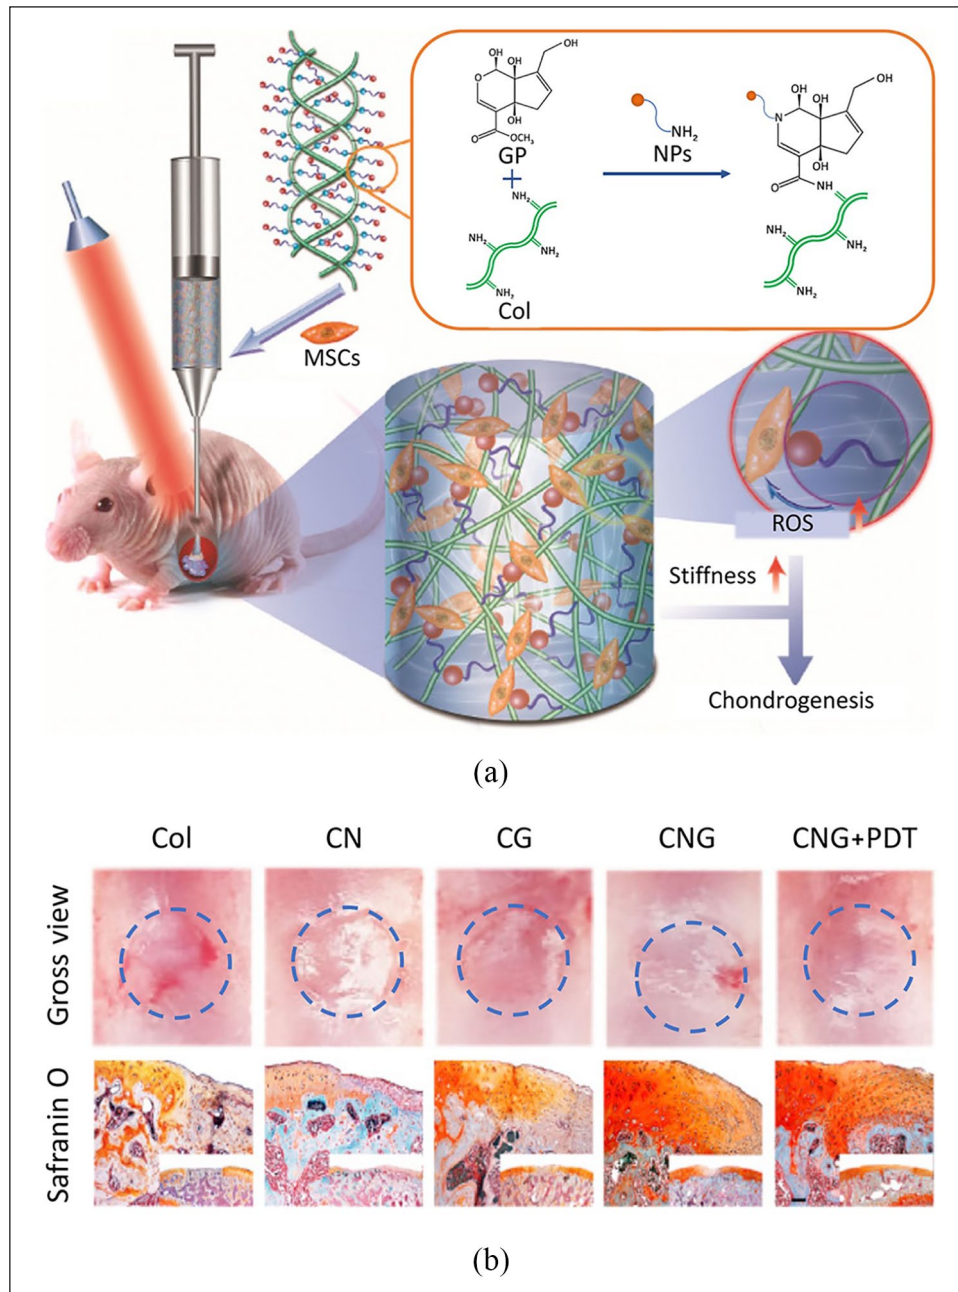 OH
OH
OH
O
OH
O
OCH₃
GP
NH₂
NH₂
NH₂
NH₂
NH₂
Col
NH₂
NPs
OH
OH
OH
N
OH
O
NH
NH₂
NH₂
NH₂
MSCs
ROS
Stiffness
Chondrogenesis
(a)
Col CN CG CNG CNG+PDT
Gross view
Safranin O
(b)